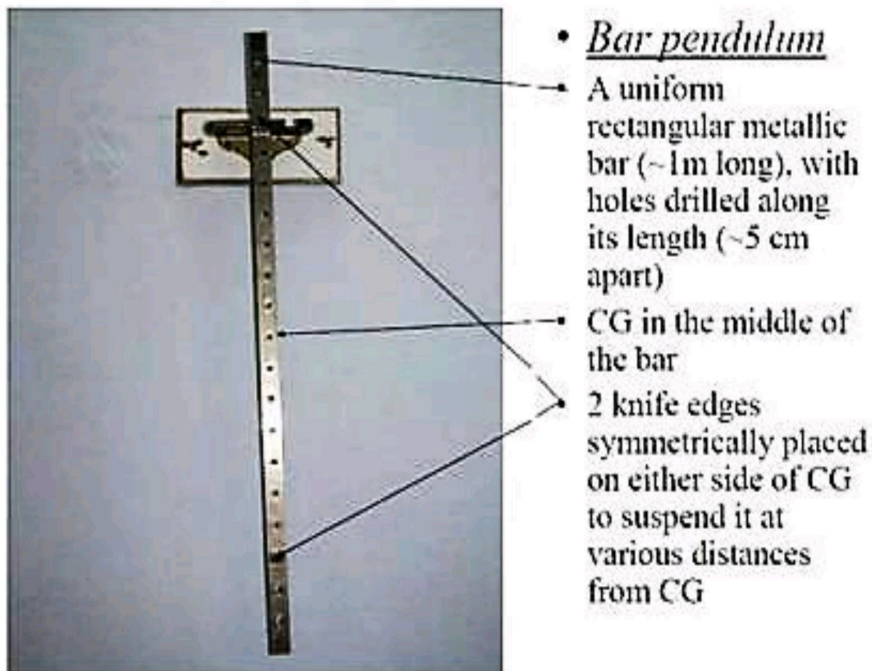 • Bar pendulum
• A uniform
rectangular metallic
bar (~1m long), with
holes drilled along
its length (~5 cm
apart)
• CG in the middle of
the bar
• 2 knife edges
symmetrically placed
on either side of CG
to suspend it at
various distances
from CG